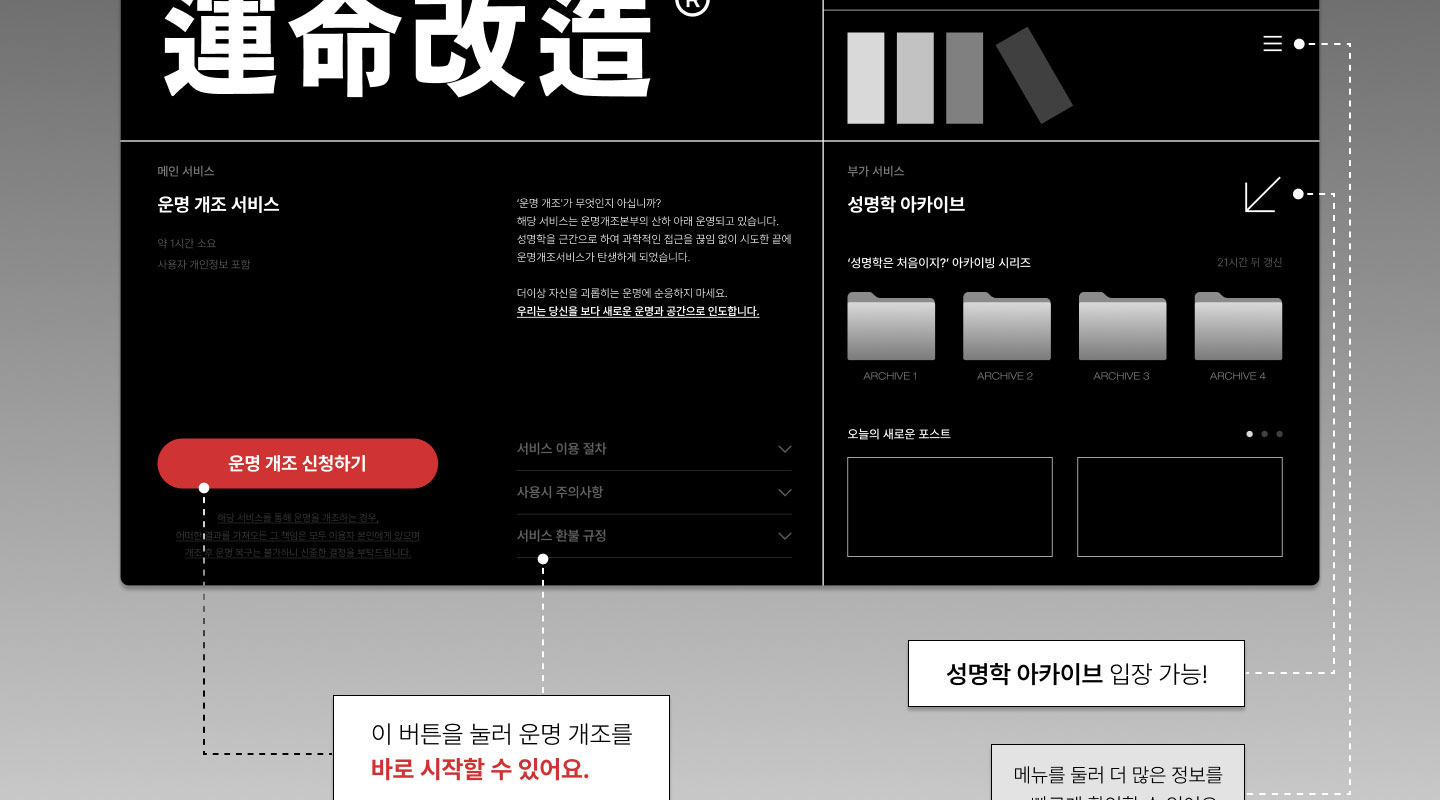 運命改造®
메인 서비스
운명 개조 서비스
약 1시간 소요
사용자 개인정보 포함
‘운명 개조’가 무엇인지 아십니까?
해당 서비스는 운명개조본부의 산하 아래 운영되고 있습니다.
성명학을 근간으로 하여 과학적인 접근을 끊임 없이 시도한 끝에
운명개조서비스가 탄생하게 되었습니다.
더이상 자신을 괴롭히는 운명에 순응하지 마세요.
우리는 당신을 보다 새로운 운명과 공간으로 인도합니다.
운명 개조 신청하기
해당 서비스를 통해 운명을 개조하는 경우,
어떠한 결과를 가져오든 그 책임은 모두 이용자 본인에게 있으며
개조 후 운명 복구는 불가하니 신중한 결정을 부탁드립니다.
서비스 이용 절차
사용시 주의사항
서비스 환불 규정
부가 서비스
성명학 아카이브
‘성명학은 처음이지?’ 아카이빙 시리즈
21시간 뒤 갱신
ARCHIVE 1
ARCHIVE 2
ARCHIVE 3
ARCHIVE 4
오늘의 새로운 포스트
성명학 아카이브 입장 가능!
이 버튼을 눌러 운명 개조를
바로 시작할 수 있어요.
메뉴를 둘러 더 많은 정보를